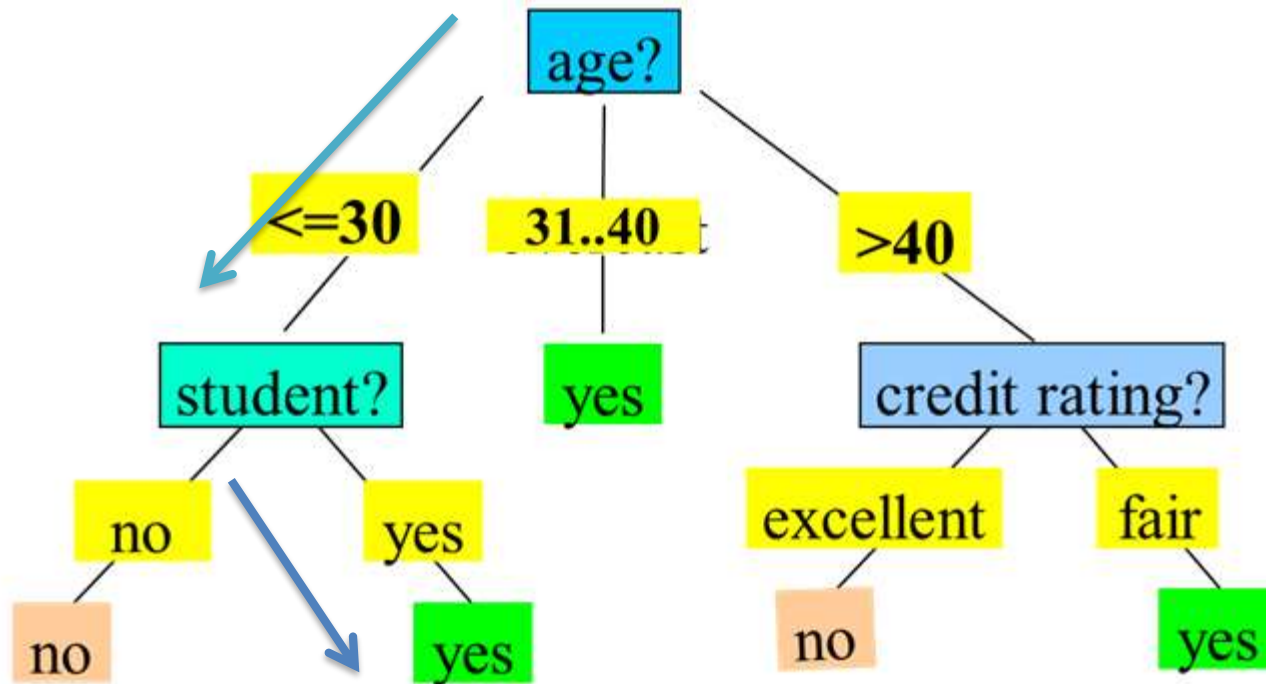 age?
<=30
31..40
>40
student?
yes
credit rating?
no
yes
excellent
fair
no
yes
no
yes